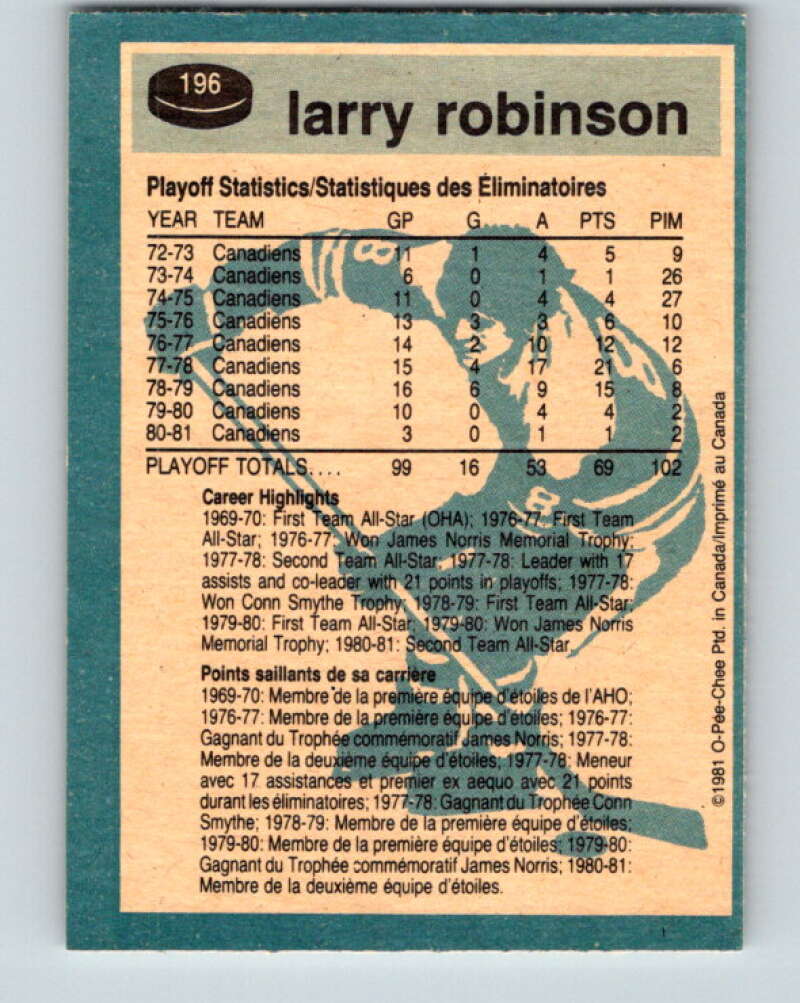 196
larry robinson
Playoff Statistics/Statistiques des Éliminatoires
YEAR TEAM GP G A PTS PIM
72-73 Canadiens 11 1 4 5 9
73-74 Canadiens 6 0 1 1 26
74-75 Canadiens 11 0 4 4 27
75-76 Canadiens 13 3 3 6 10
76-77 Canadiens 14 2 10 12 12
77-78 Canadiens 15 4 17 21 6
78-79 Canadiens 16 6 9 15 8
79-80 Canadiens 10 0 4 4 2
80-81 Canadiens 3 0 1 1 2
PLAYOFF TOTALS.... 99 16 53 69 102
Career Highlights
1969-70: First Team All-Star (OHA); 1976-77: First Team
All-Star; 1976-77: Won James Norris Memorial Trophy;
1977-78: Second Team All-Star; 1977-78: Leader with 17
assists and co-leader with 21 points in playoffs; 1977-78:
Won Conn Smythe Trophy; 1978-79: First Team All-Star;
1979-80: First Team All-Star; 1979-80: Won James Norris
Memorial Trophy; 1980-81: Second Team All-Star.
Points saillants de sa carrière
1969-70: Membre de la première équipe d'étoiles de l'AHO;
1976-77: Membre de la première équipe d'étoiles; 1976-77:
Gagnant du Trophée commémoratif James Norris; 1977-78:
Membre de la deuxième équipe d'étoiles; 1977-78: Meneur
avec 17 assistances et premier ex aequo avec 21 points
durant les éliminatoires; 1977-78: Gagnant du Trophée Conn
Smythe; 1978-79: Membre de la première équipe d'étoiles;
1979-80: Membre de la première équipe d'étoiles; 1979-80:
Gagnant du Trophée commémoratif James Norris; 1980-81:
Membre de la deuxième équipe d'étoiles.
©1981 O-Pee-Chee Ptd. in Canada/Imprimé au Canada
8
8